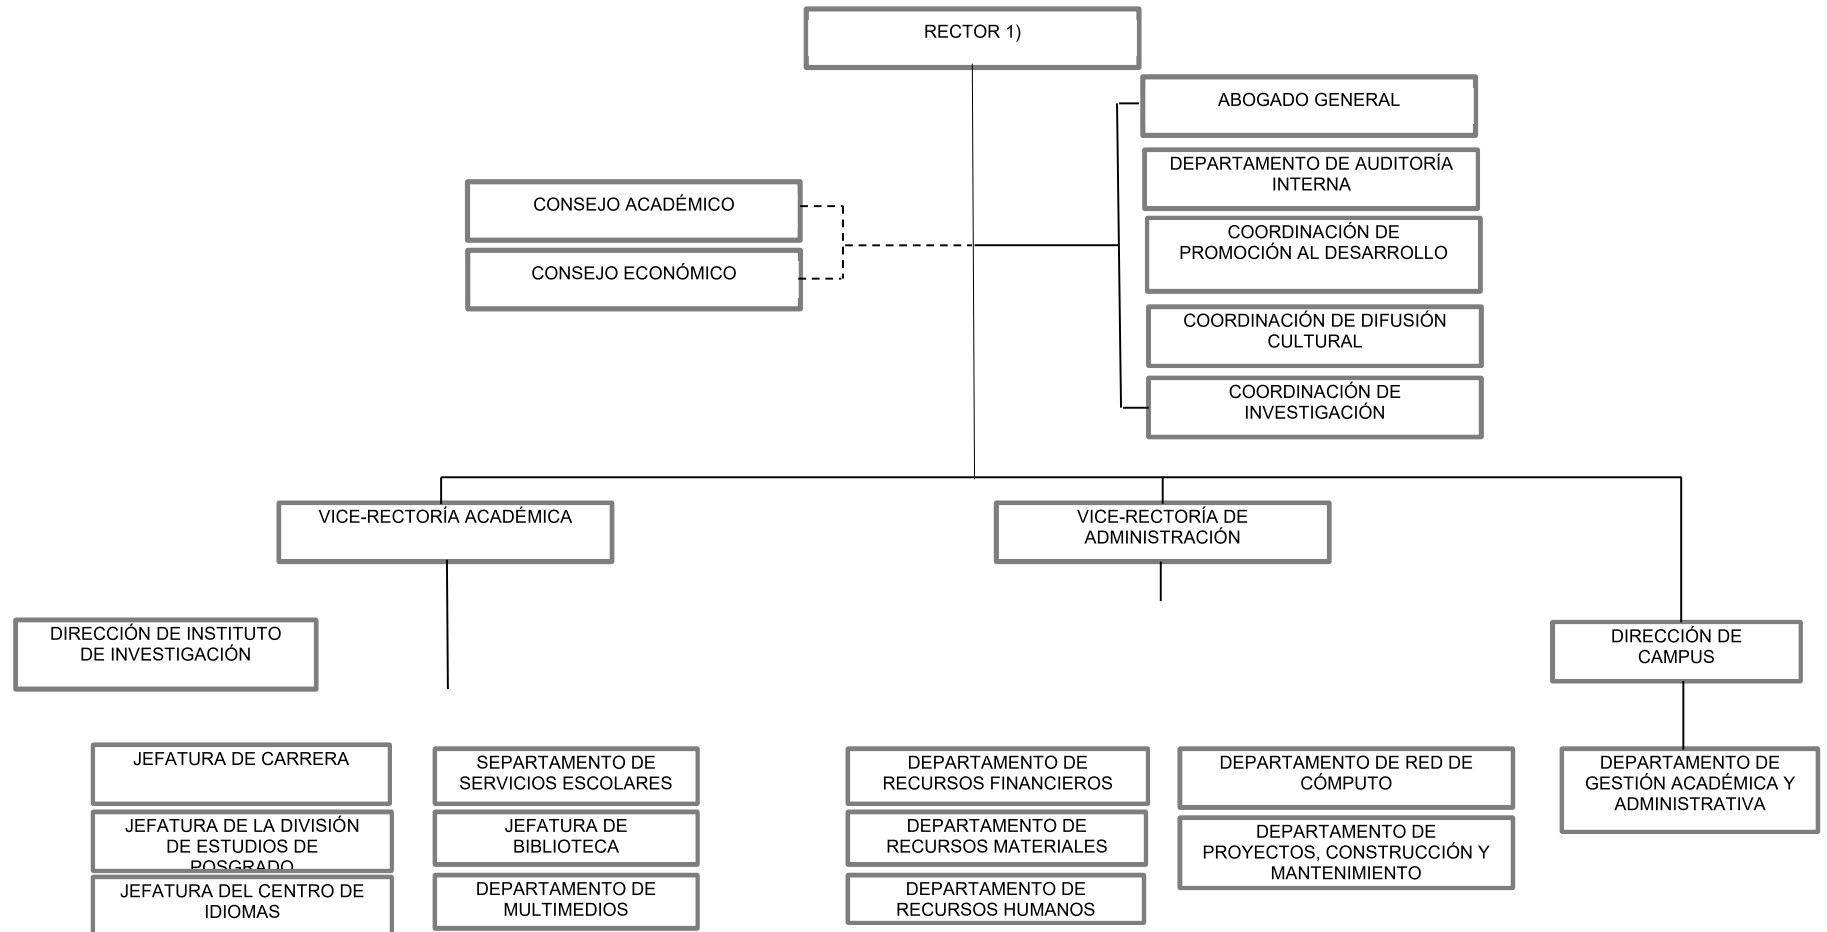 RECTOR 1)
ABOGADO GENERAL
DEPARTAMENTO DE AUDITORÍA
INTERNA
CONSEJO ACADÉMICO
COORDINACIÓN DE
PROMOCIÓN AL DESARROLLO
CONSEJO ECONÓMICO
COORDINACIÓN DE DIFUSIÓN
CULTURAL
COORDINACIÓN DE
INVESTIGACIÓN
VICE-RECTORÍA ACADÉMICA
VICE-RECTORÍA DE
ADMINISTRACIÓN
DIRECCIÓN DE INSTITUTO
DE INVESTIGACIÓN
DIRECCIÓN DE
CAMPUS
JEFATURA DE CARRERA
SEPARTAMENTO DE
SERVICIOS ESCOLARES
DEPARTAMENTO DE
RECURSOS FINANCIEROS
DEPARTAMENTO DE RED DE
CÓMPUTO
DEPARTAMENTO DE
GESTIÓN ACADÉMICA Y
ADMINISTRATIVA
JEFATURA DE LA DIVISIÓN
DE ESTUDIOS DE
POSGRADO
JEFATURA DE
BIBLIOTECA
DEPARTAMENTO DE
RECURSOS MATERIALES
DEPARTAMENTO DE
PROYECTOS, CONSTRUCCIÓN Y
MANTENIMIENTO
JEFATURA DEL CENTRO DE
IDIOMAS
DEPARTAMENTO DE
MULTIMEDIOS
DEPARTAMENTO DE
RECURSOS HUMANOS